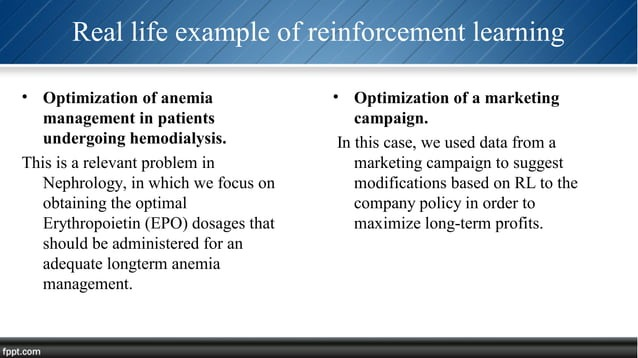 Real life example of reinforcement learning
• Optimization of anemia
management in patients
undergoing hemodialysis.
This is a relevant problem in
Nephrology, in which we focus on
obtaining the optimal
Erythropoietin (EPO) dosages that
should be administered for an
adequate longterm anemia
management.
• Optimization of a marketing
campaign.
In this case, we used data from a
marketing campaign to suggest
modifications based on RL to the
company policy in order to
maximize long-term profits.
fppt.com